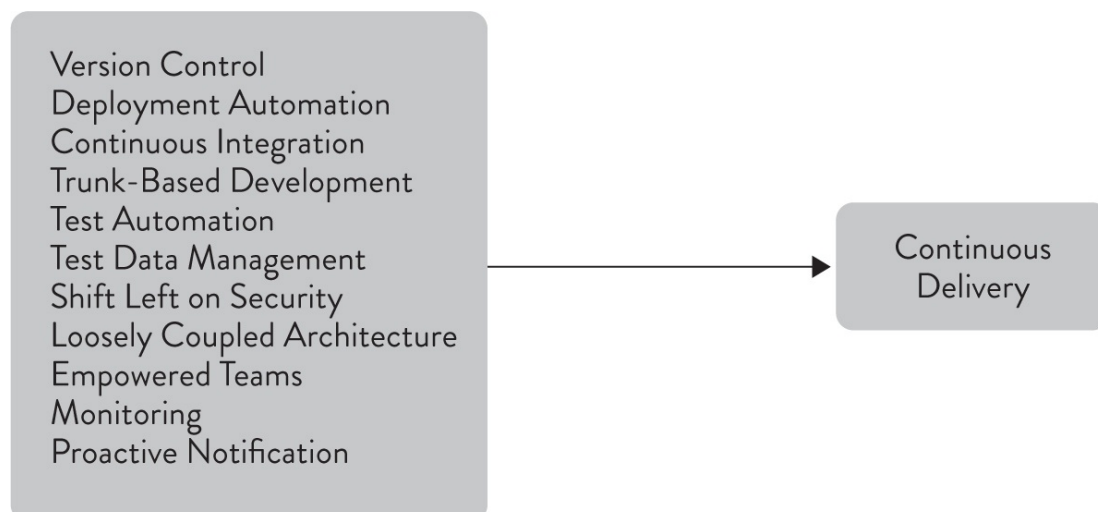 Version Control
Deployment Automation
Continuous Integration
Trunk-Based Development
Test Automation
Test Data Management
Shift Left on Security
Loosely Coupled Architecture
Empowered Teams
Monitoring
Proactive Notification
Continuous
Delivery